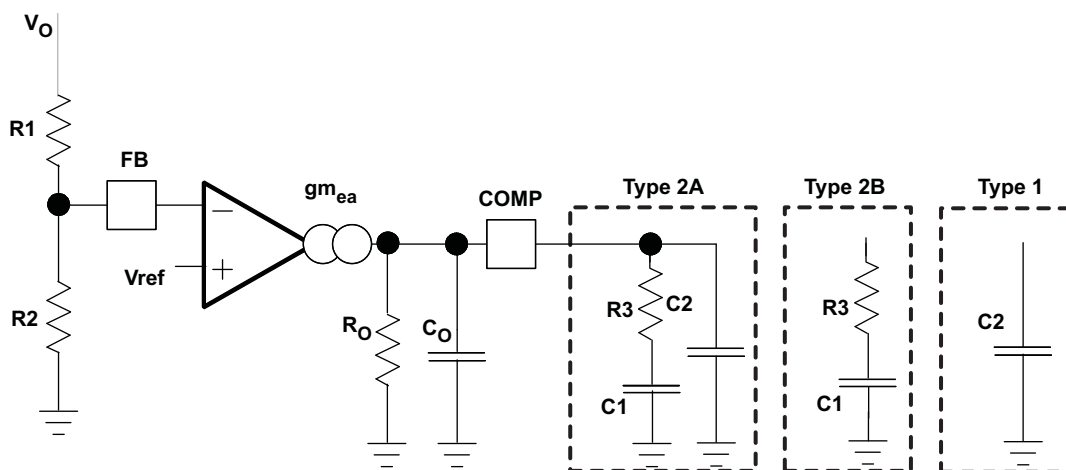 VO
R1
FB
gmea
COMP
Type 2A
Type 2B
Type 1
Vref
R2
RO
CO
R3
C2
C1
R3
C1
C2
−
+